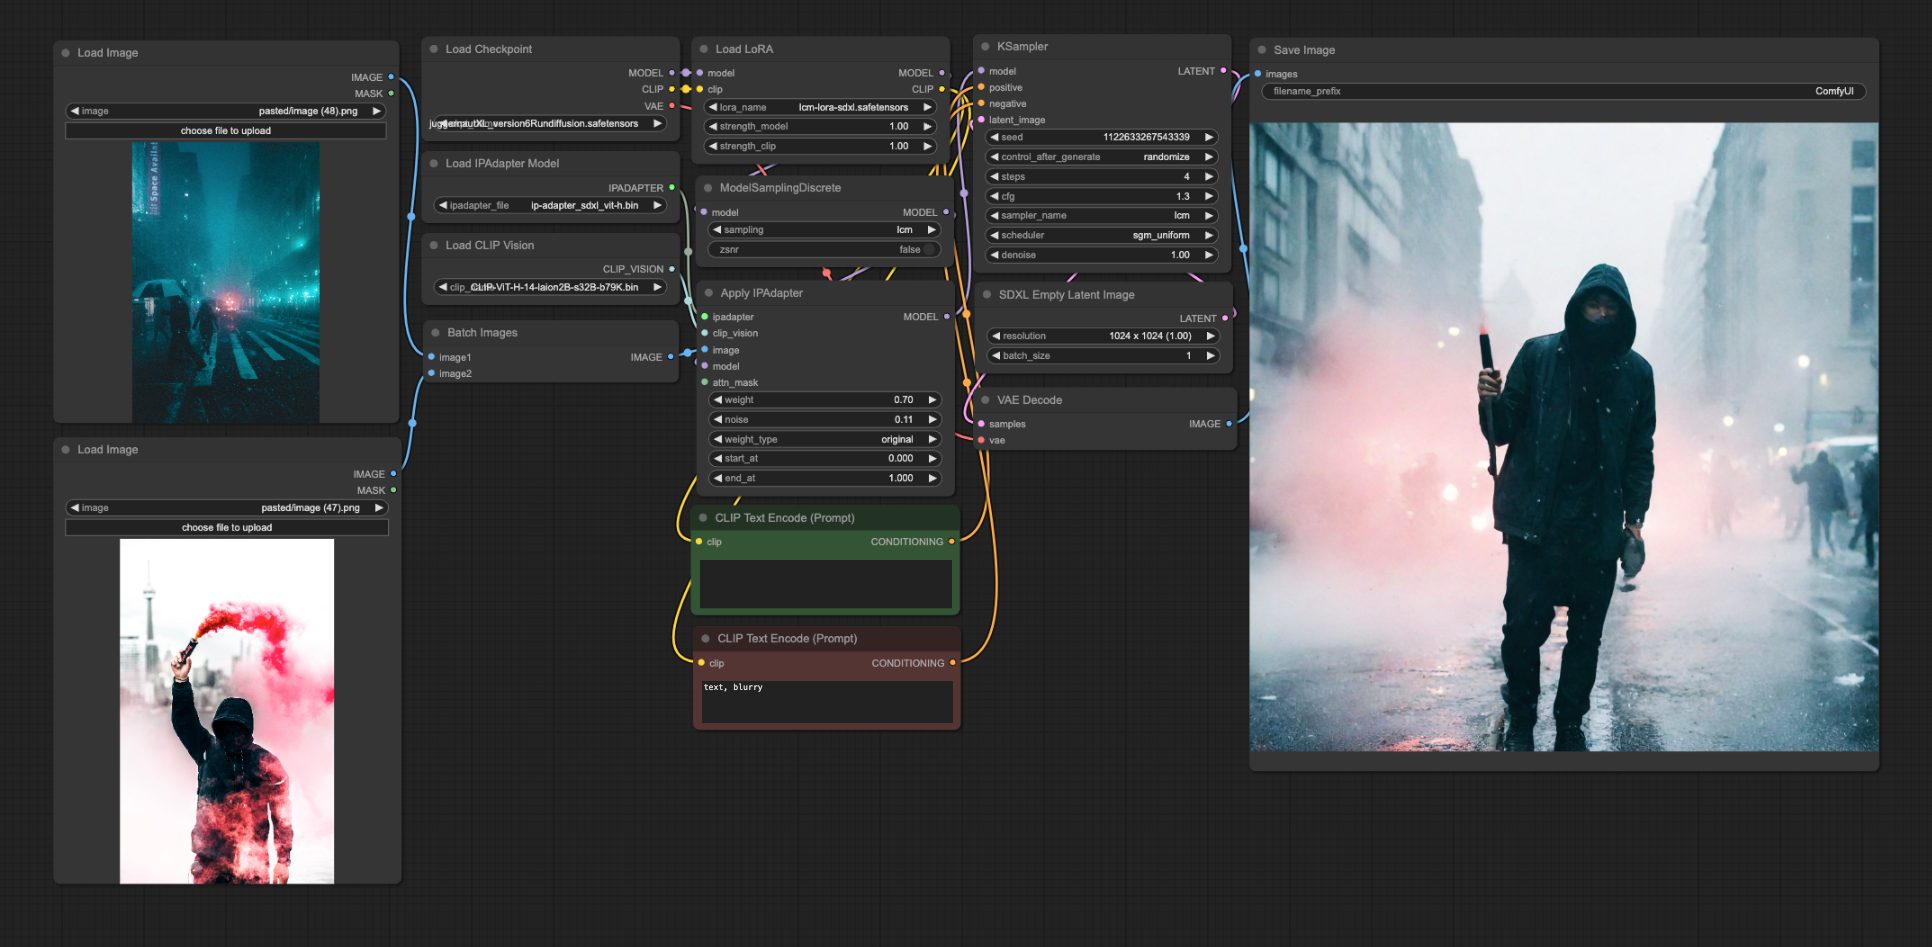 Load Image
IMAGE
MASK
image pasted/image (48).png
choose file to upload
Space Availab
Load Image
IMAGE
MASK
image pasted/image (47).png
choose file to upload
Load Checkpoint
MODEL
CLIP
VAE
juggernautXL_version6Rundiffusion.safetensors
Load IPAdapter Model
IPADAPTER
ipadapter_file ip-adapter_sdxl_vit-h.bin
Load CLIP Vision
CLIP_VISION
CLIP-ViT-H-14-laion2B-s32B-b79K.bin
Batch Images
image1 IMAGE
image2
Load LoRA
model MODEL
clip CLIP
lora_name lcm-lora-sdxl.safetensors
strength_model 1.00
strength_clip 1.00
ModelSamplingDiscrete
model MODEL
sampling lcm
zsnr false
Apply IPAdapter
ipadapter MODEL
clip_vision
image
model
attn_mask
weight 0.70
noise 0.11
weight_type original
start_at 0.000
end_at 1.000
CLIP Text Encode (Prompt)
clip CONDITIONING
CLIP Text Encode (Prompt)
clip CONDITIONING
text, blurry
KSampler
model LATENT
positive
negative
latent_image
seed 1122633267543339
control_after_generate randomize
steps 4
cfg 1.3
sampler_name lcm
scheduler sgm_uniform
denoise 1.00
SDXL Empty Latent Image
LATENT
resolution 1024 x 1024 (1.00)
batch_size 1
VAE Decode
samples IMAGE
vae
Save Image
images
filename_prefix ComfyUI